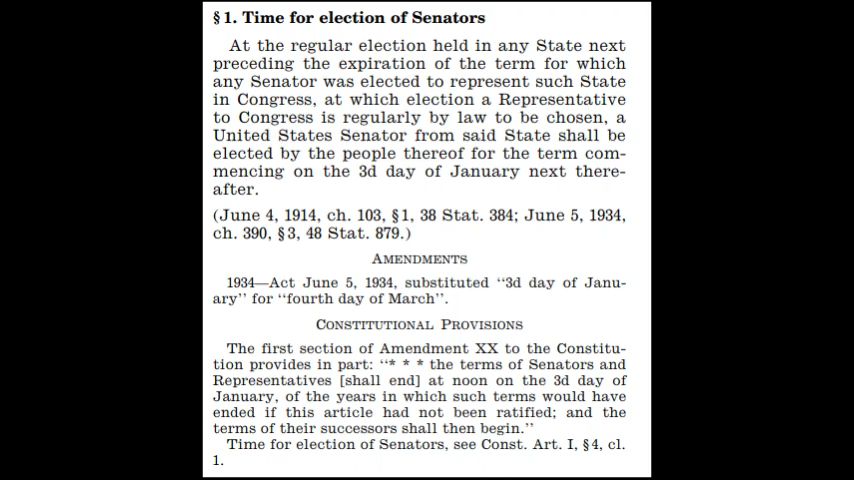 § 1. Time for election of Senators
At the regular election held in any State next
preceding the expiration of the term for which
any Senator was elected to represent such State
in Congress, at which election a Representative
to Congress is regularly by law to be chosen, a
United States Senator from said State shall be
elected by the people thereof for the term com-
mencing on the 3d day of January next there-
after.
(June 4, 1914, ch. 103, § 1, 38 Stat. 384; June 5, 1934,
ch. 390, § 3, 48 Stat. 879.)
AMENDMENTS
1934—Act June 5, 1934, substituted ‘‘3d day of Janu-
ary’’ for ‘‘fourth day of March’’.
CONSTITUTIONAL PROVISIONS
The first section of Amendment XX to the Constitu-
tion provides in part: ‘‘* * * the terms of Senators and
Representatives [shall end] at noon on the 3d day of
January, of the years in which such terms would have
ended if this article had not been ratified; and the
terms of their successors shall then begin.’’
Time for election of Senators, see Const. Art. I, § 4, cl.
1.